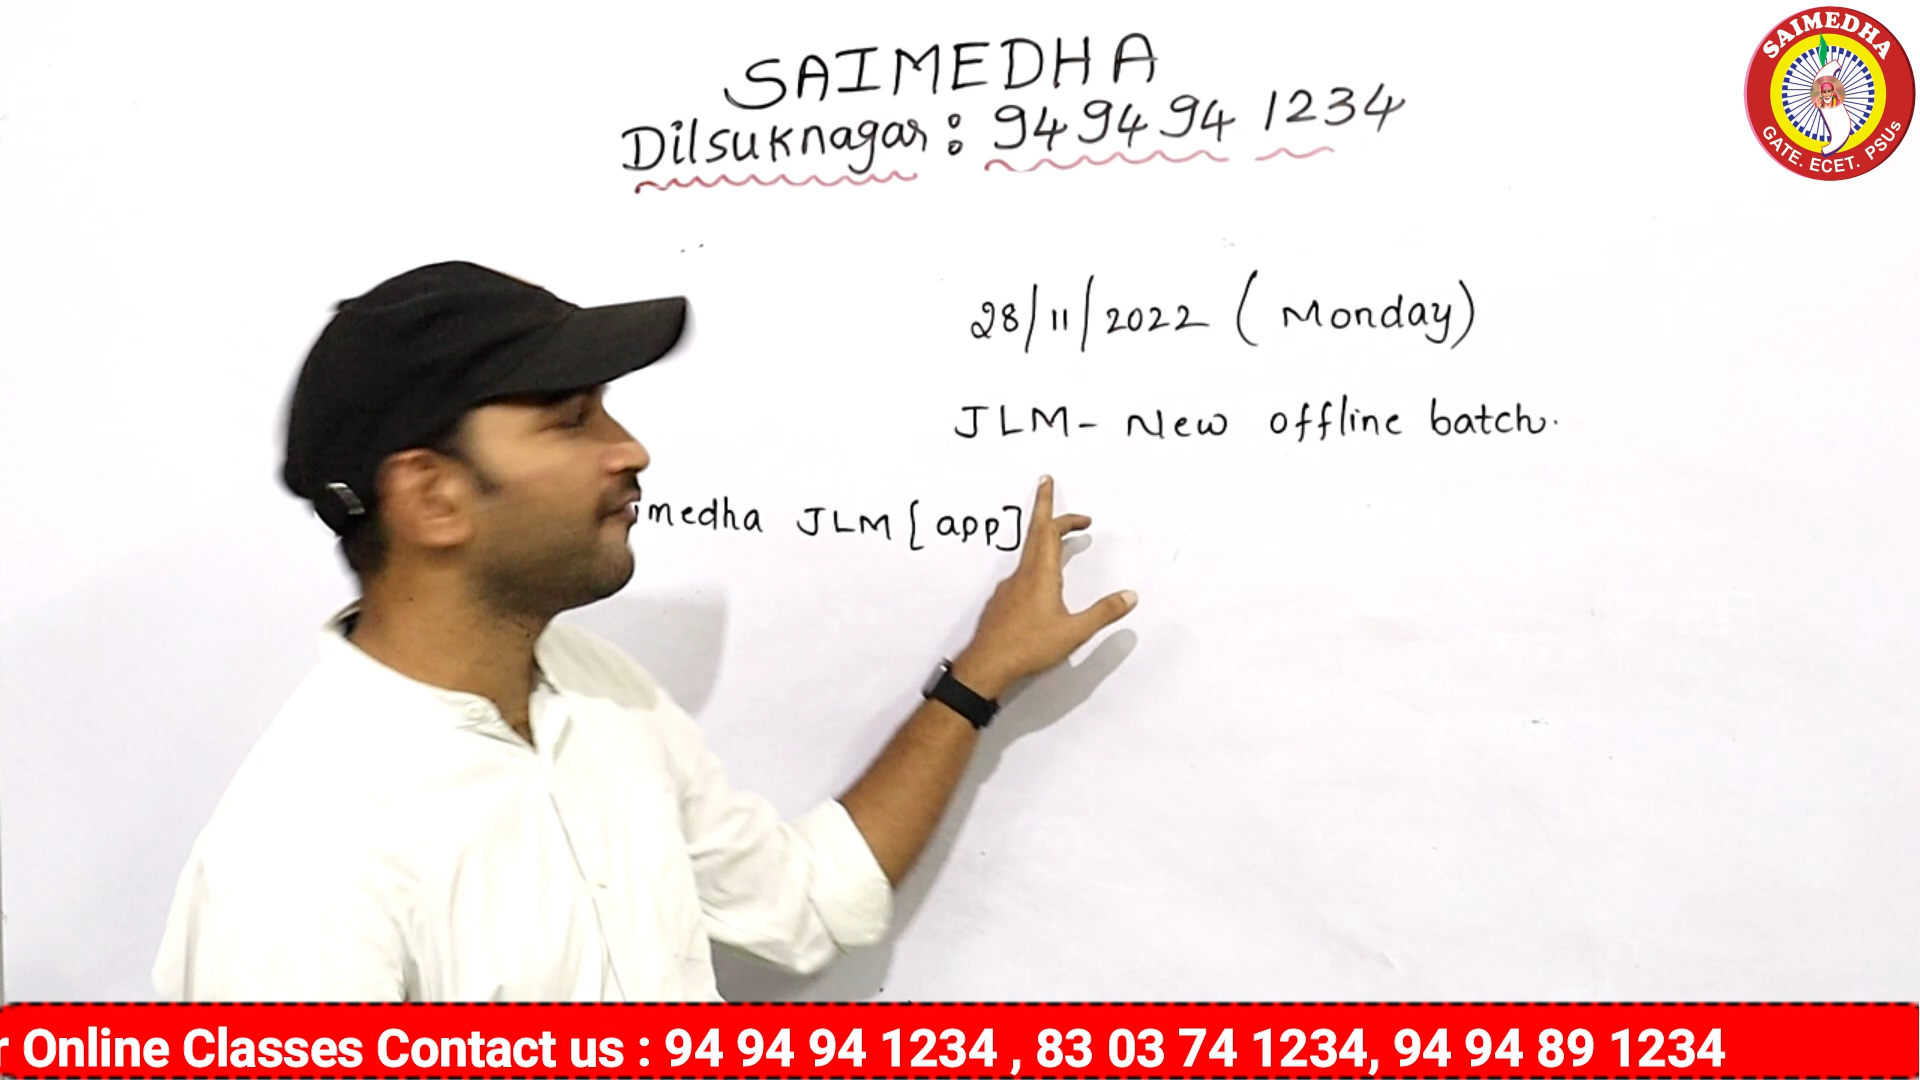 SAIMEDHA
Dilsuknagar : 94 94 94 1234
SAIMEDHA
GATE. ECET. PSUs
28/11/2022 ( Monday)
JLM - New offline batch.
medha JLM [app]
Online Classes Contact us : 94 94 94 1234 , 83 03 74 1234, 94 94 89 1234